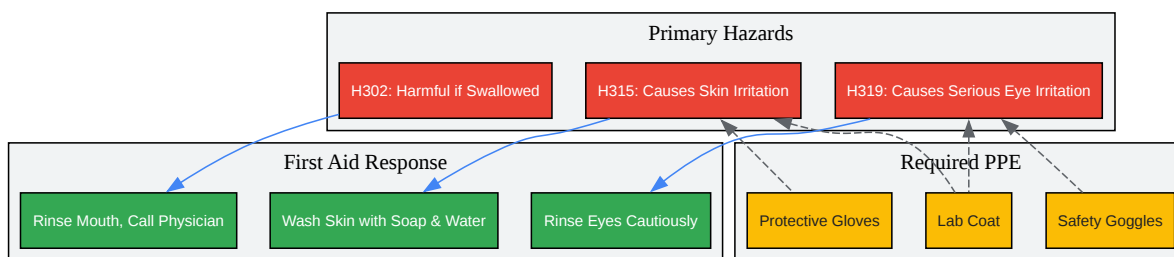 Primary Hazards
H302: Harmful if Swallowed
H315: Causes Skin Irritation
H319: Causes Serious Eye Irritation
First Aid Response
Rinse Mouth, Call Physician
Wash Skin with Soap & Water
Rinse Eyes Cautiously
Required PPE
Protective Gloves
Lab Coat
Safety Goggles